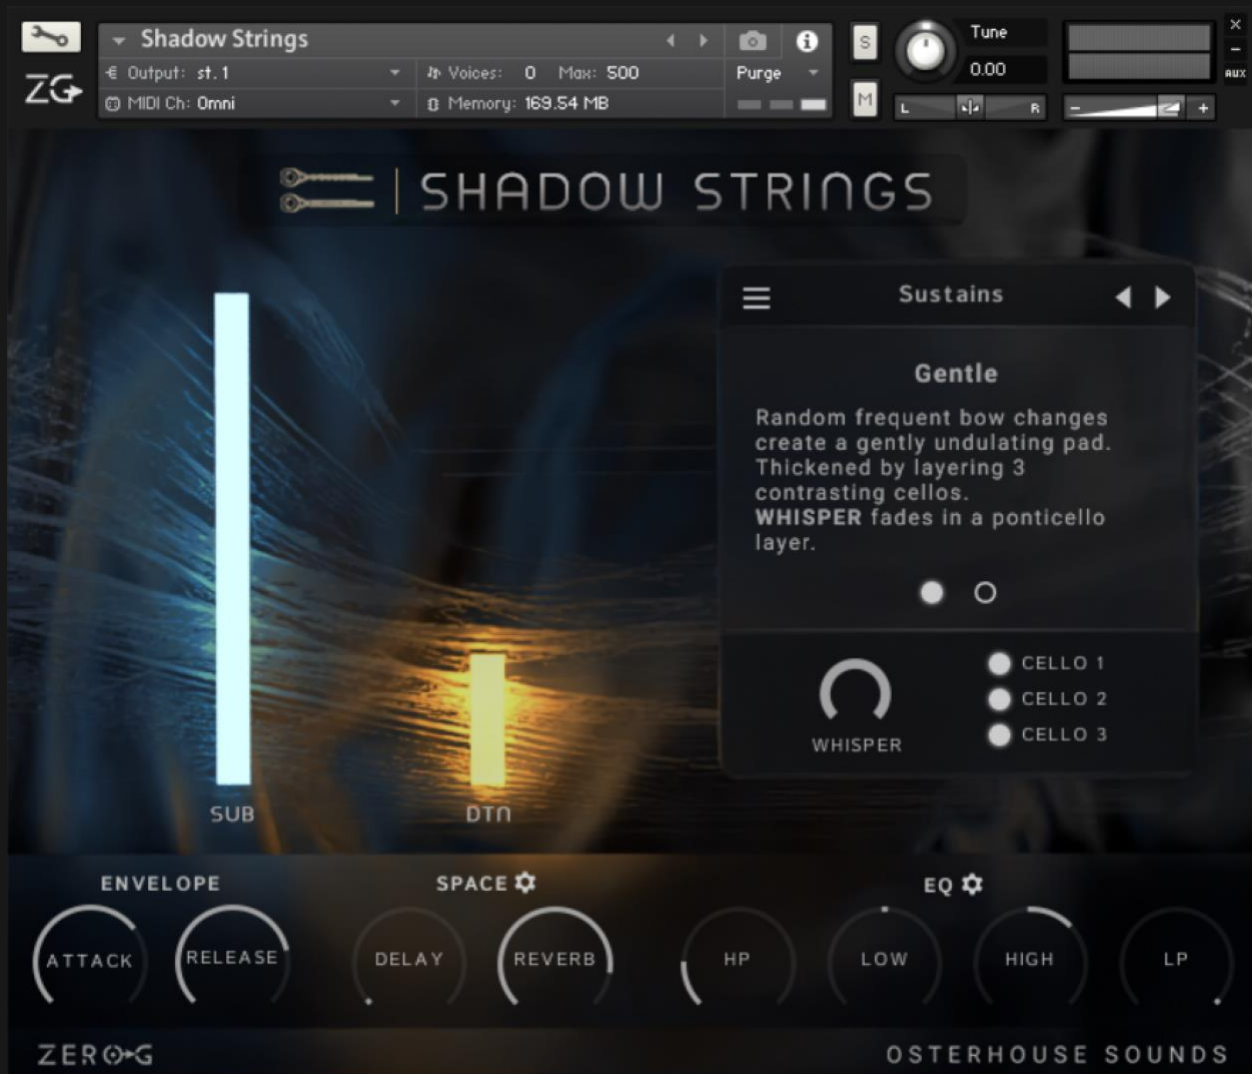 Shadow Strings
S
Tune
×
Output: st. 1
Voices: 0 Max: 500
Purge
0.00
-
AUX
ZG
MIDI Ch: Omni
Memory: 169.54 MB
M
L R
- +
SHADOW STRINGS
Sustains
Gentle
Random frequent bow changes
create a gently undulating pad.
Thickened by layering 3
contrasting cellos.
WHISPER fades in a ponticello
layer.
CELLO 1
CELLO 2
CELLO 3
WHISPER
SUB
DTN
ENVELOPE
SPACE
EQ
ATTACK
RELEASE
DELAY
REVERB
HP
LOW
HIGH
LP
ZERO-G
OSTERHOUSE SOUNDS